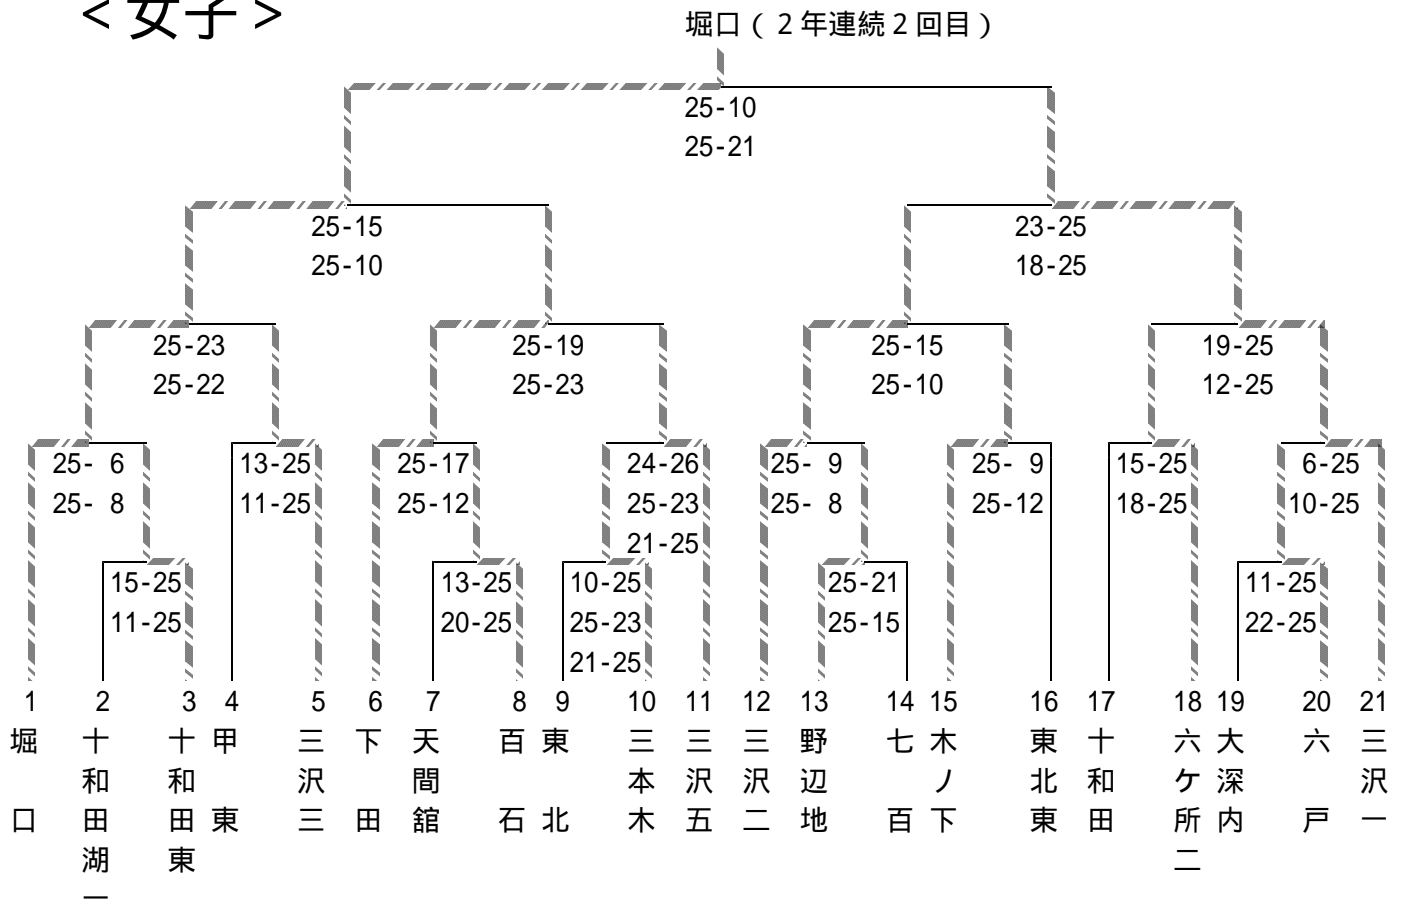 ＜女子＞
堀口（２年連続２回目）
25-10
25-21
25-15
25-10
23-25
18-25
25-23
25-22
25-19
25-23
25-15
25-10
19-25
12-25
25- 6
25- 8
13-25
11-25
25-17
25-12
24-26
25-23
21-25
25- 9
25- 8
25- 9
25-12
15-25
18-25
6-25
10-25
15-25
11-25
13-25
20-25
10-25
25-23
21-25
25-21
25-15
11-25
22-25
1 2 3 4 5 6 7 8 9 10 11 12 13 14 15 16 17 18 19 20 21
堀口
十和田湖一
十和田東
甲東
三沢三
下田
天間舘
百石
東北
三本木
三沢五
三沢二
野辺地
七百
木ノ下
東北東
十和田
六ケ所二
大深内
六戸
三沢一